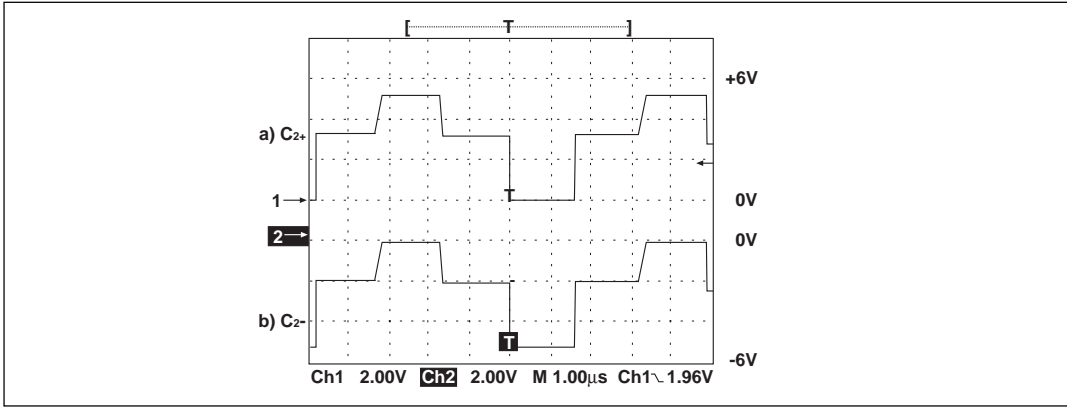 [ T ]
+6V
a) C2+
T
1
0V
2
0V
b) C2-
T
-6V
Ch1 2.00V Ch2 2.00V M 1.00μs Ch1 1.96V